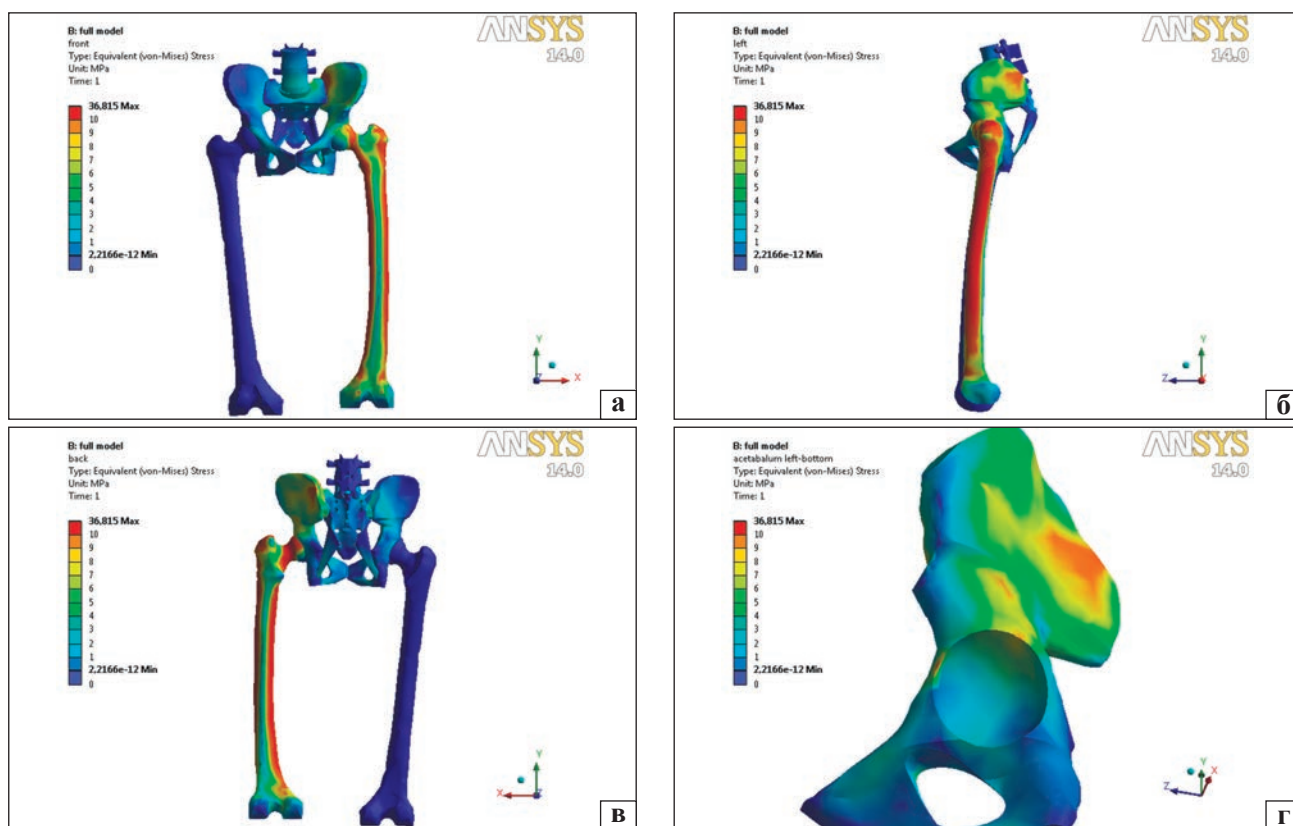 B: full model
front
Type: Equivalent (von-Mises) Stress
Unit: MPa
Time: 1
36,815 Max
10
9
8
7
6
5
4
3
2
1
2,2166e-12 Min
0
ANSYS
14.0
Y
X
Z
а
B: full model
left
Type: Equivalent (von-Mises) Stress
Unit: MPa
Time: 1
36,815 Max
10
9
8
7
6
5
4
3
2
1
2,2166e-12 Min
0
ANSYS
14.0
Y
Z
X
б
B: full model
back
Type: Equivalent (von-Mises) Stress
Unit: MPa
Time: 1
36,815 Max
10
9
8
7
6
5
4
3
2
1
2,2166e-12 Min
0
ANSYS
14.0
Y
X
Z
в
B: full model
acetabalum left-bottom
Type: Equivalent (von-Mises) Stress
Unit: MPa
Time: 1
36,815 Max
10
9
8
7
6
5
4
3
2
1
2,2166e-12 Min
0
ANSYS
14.0
Y
X
Z
г